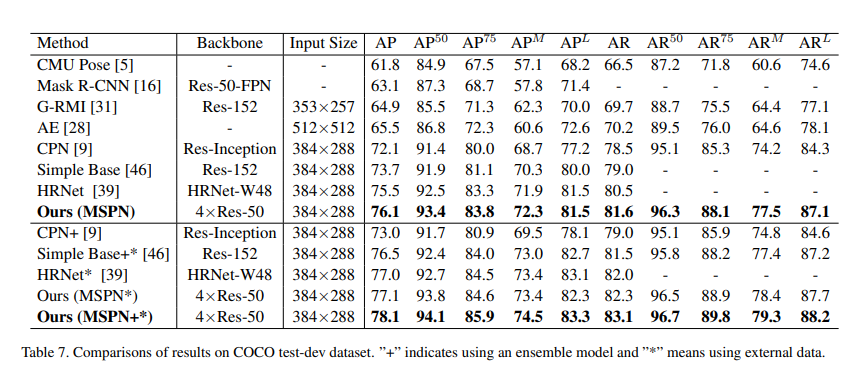 Method Backbone Input Size AP AP50 AP75 APM APL AR AR50 AR75 ARM ARL
CMU Pose [5] - - 61.8 84.9 67.5 57.1 68.2 66.5 87.2 71.8 60.6 74.6
Mask R-CNN [16] Res-50-FPN - 63.1 87.3 68.7 57.8 71.4 - - - - -
G-RMI [31] Res-152 353×257 64.9 85.5 71.3 62.3 70.0 69.7 88.7 75.5 64.4 77.1
AE [28] - 512×512 65.5 86.8 72.3 60.6 72.6 70.2 89.5 76.0 64.6 78.1
CPN [9] Res-Inception 384×288 72.1 91.4 80.0 68.7 77.2 78.5 95.1 85.3 74.2 84.3
Simple Base [46] Res-152 384×288 73.7 91.9 81.1 70.3 80.0 79.0 - - - -
HRNet [39] HRNet-W48 384×288 75.5 92.5 83.3 71.9 81.5 80.5 - - - -
Ours (MSPN) 4×Res-50 384×288 76.1 93.4 83.8 72.3 81.5 81.6 96.3 88.1 77.5 87.1
CPN+ [9] Res-Inception 384×288 73.0 91.7 80.9 69.5 78.1 79.0 95.1 85.9 74.8 84.6
Simple Base+* [46] Res-152 384×288 76.5 92.4 84.0 73.0 82.7 81.5 95.8 88.2 77.4 87.2
HRNet* [39] HRNet-W48 384×288 77.0 92.7 84.5 73.4 83.1 82.0 - - - -
Ours (MSPN*) 4×Res-50 384×288 77.1 93.8 84.6 73.4 82.3 82.3 96.5 88.9 78.4 87.7
Ours (MSPN+*) 4×Res-50 384×288 78.1 94.1 85.9 74.5 83.3 83.1 96.7 89.8 79.3 88.2
Table 7. Comparisons of results on COCO test-dev dataset. ”+” indicates using an ensemble model and ”*” means using external data.